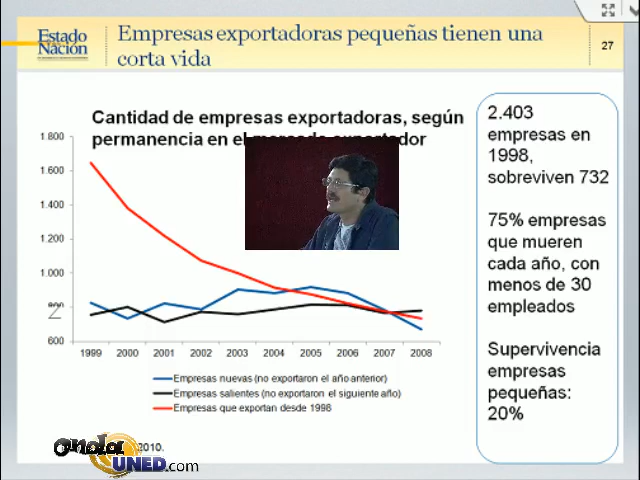 Estado
Nación
Empresas exportadoras pequeñas tienen una
corta vida
27
Cantidad de empresas exportadoras, según
permanencia en el mercado exportador
1.800
1.600
1.400
1.200
1.000
800
600
1999 2000 2001 2002 2003 2004 2005 2006 2007 2008
Empresas nuevas (no exportaron el año anterior)
Empresas salientes (no exportaron el siguiente año)
Empresas que exportan desde 1998
2.403
empresas en
1998,
sobreviven 732
75% empresas
que mueren
cada año, con
menos de 30
empleados
Supervivencia
empresas
pequeñas:
20%
2010.
onda
UNED.com